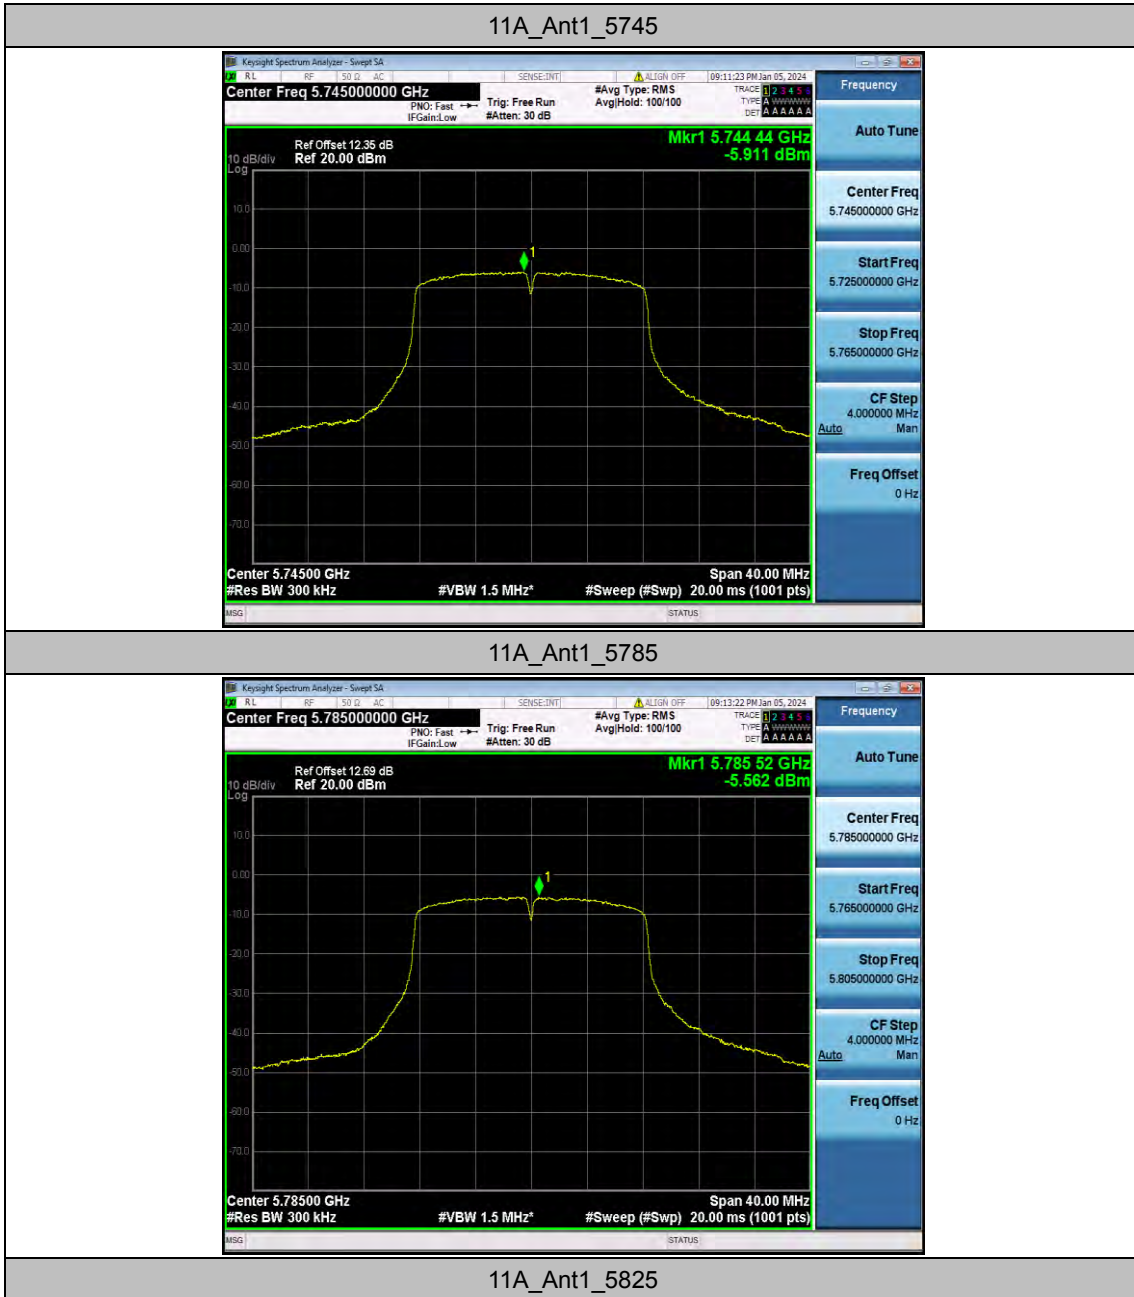 11A_Ant1_5745
Keysight Spectrum Analyzer - Swept SA
RL RF 50 Ω AC SENSE:INT ALIGN OFF 09:11:23 PM Jan 05, 2024
Center Freq 5.745000000 GHz
PNO: Fast
IFGain:Low
Trig: Free Run
#Atten: 30 dB
#Avg Type: RMS
Avg|Hold: 100/100
TRACE 1 2 3 4 5 6
TYPE A WWWWW
DET A A A A A A
Frequency
Mkr1 5.744 44 GHz
-5.911 dBm
Ref Offset 12.35 dB
10 dB/div Ref 20.00 dBm
Log
10.0
0.00
-10.0
-20.0
-30.0
-40.0
-50.0
-60.0
-70.0
1
Center 5.74500 GHz Span 40.00 MHz
#Res BW 300 kHz #VBW 1.5 MHz* #Sweep (#Swp) 20.00 ms (1001 pts)
MSG STATUS
Auto Tune
Center Freq
5.745000000 GHz
Start Freq
5.725000000 GHz
Stop Freq
5.765000000 GHz
CF Step
4.000000 MHz
Auto Man
Freq Offset
0 Hz
11A_Ant1_5785
Keysight Spectrum Analyzer - Swept SA
RL RF 50 Ω AC SENSE:INT ALIGN OFF 09:13:22 PM Jan 05, 2024
Center Freq 5.785000000 GHz
PNO: Fast
IFGain:Low
Trig: Free Run
#Atten: 30 dB
#Avg Type: RMS
Avg|Hold: 100/100
TRACE 1 2 3 4 5 6
TYPE A WWWWW
DET A A A A A A
Frequency
Mkr1 5.785 52 GHz
-5.562 dBm
Ref Offset 12.69 dB
10 dB/div Ref 20.00 dBm
Log
10.0
0.00
-10.0
-20.0
-30.0
-40.0
-50.0
-60.0
-70.0
1
Center 5.78500 GHz Span 40.00 MHz
#Res BW 300 kHz #VBW 1.5 MHz* #Sweep (#Swp) 20.00 ms (1001 pts)
MSG STATUS
Auto Tune
Center Freq
5.785000000 GHz
Start Freq
5.765000000 GHz
Stop Freq
5.805000000 GHz
CF Step
4.000000 MHz
Auto Man
Freq Offset
0 Hz
11A_Ant1_5825